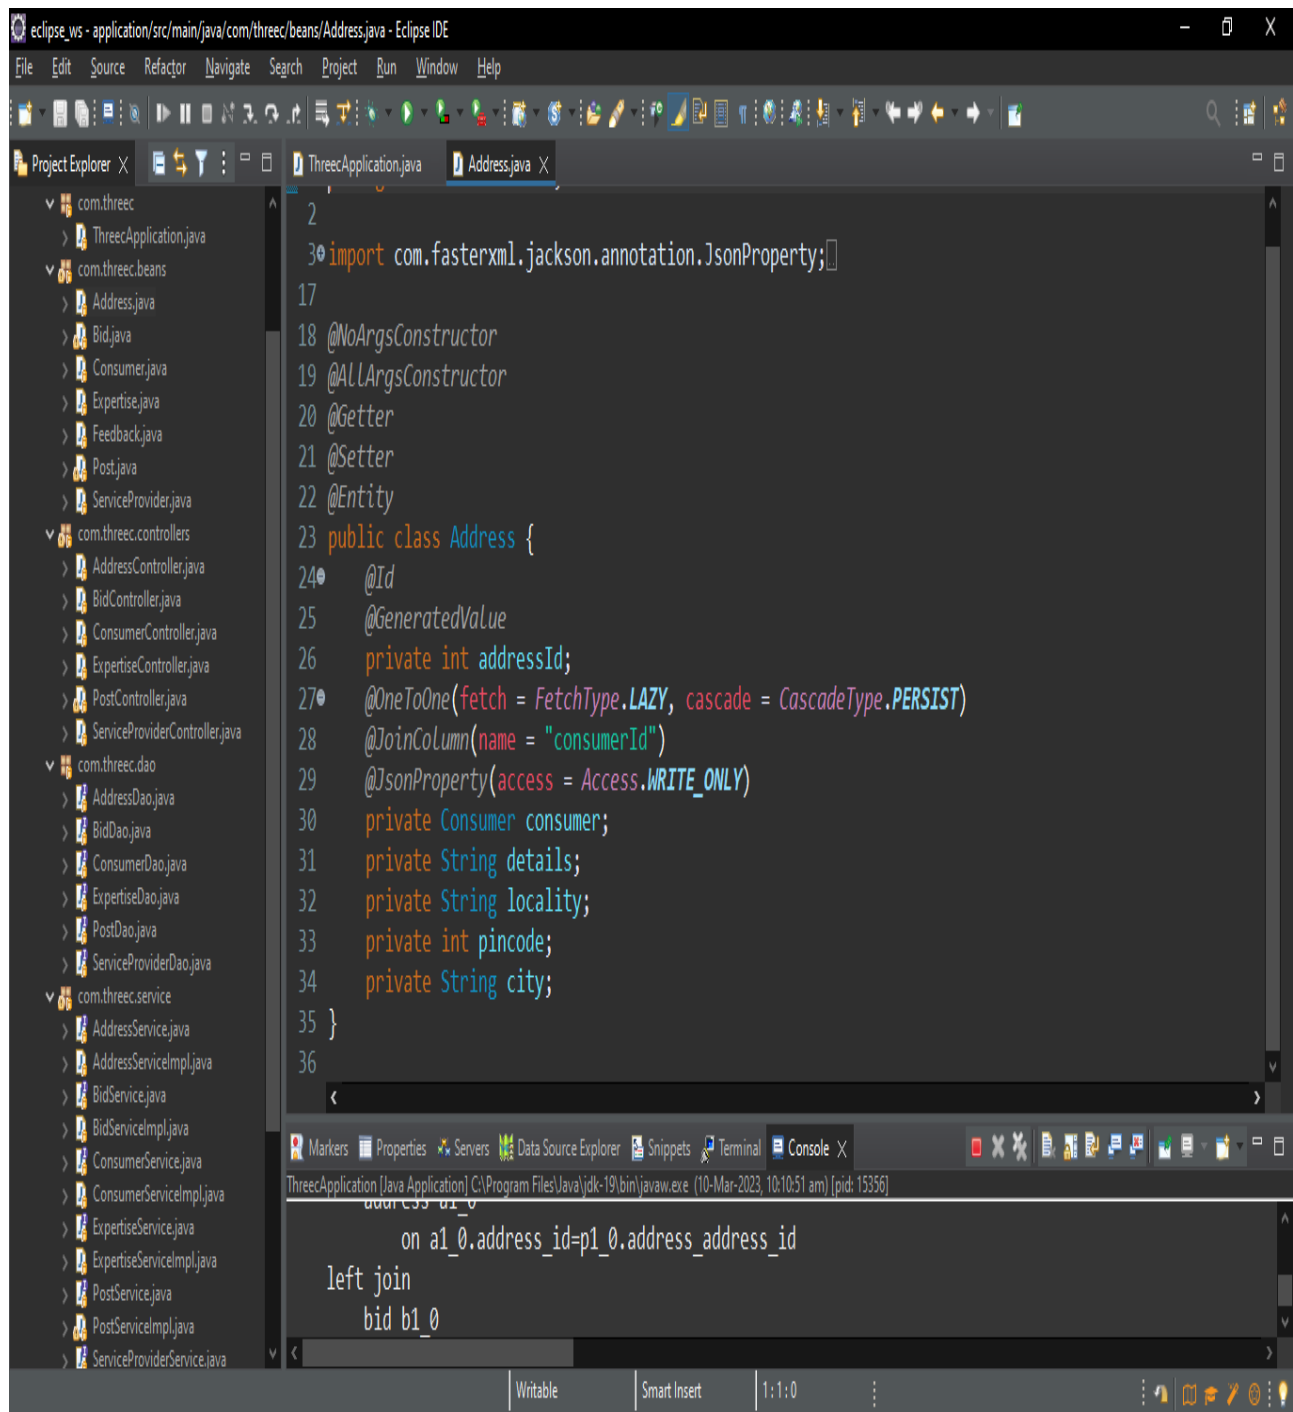 eclipse_ws - application/src/main/java/com/threec/beans/Address.java - Eclipse IDE
File Edit Source Refactor Navigate Search Project Run Window Help
Project Explorer
ThreecApplication.java
Address.java
com.threec
ThreecApplication.java
com.threec.beans
Address.java
Bid.java
Consumer.java
Expertise.java
Feedback.java
Post.java
ServiceProvider.java
com.threec.controllers
AddressController.java
BidController.java
ConsumerController.java
ExpertiseController.java
PostController.java
ServiceProviderController.java
com.threec.dao
AddressDao.java
BidDao.java
ConsumerDao.java
ExpertiseDao.java
PostDao.java
ServiceProviderDao.java
com.threec.service
AddressService.java
AddressServiceImpl.java
BidService.java
BidServiceImpl.java
ConsumerService.java
ConsumerServiceImpl.java
ExpertiseService.java
ExpertiseServiceImpl.java
PostService.java
PostServiceImpl.java
ServiceProviderService.java
2
3 import com.fasterxml.jackson.annotation.JsonProperty;
17
18 @NoArgsConstructor
19 @AllArgsConstructor
20 @Getter
21 @Setter
22 @Entity
23 public class Address {
24 @Id
25 @GeneratedValue
26 private int addressId;
27 @OneToOne(fetch = FetchType.LAZY, cascade = CascadeType.PERSIST)
28 @JoinColumn(name = "consumerId")
29 @JsonProperty(access = Access.WRITE_ONLY)
30 private Consumer consumer;
31 private String details;
32 private String locality;
33 private int pincode;
34 private String city;
35 }
36
Markers Properties Servers Data Source Explorer Snippets Terminal Console
ThreecApplication [Java Application] C:\Program Files\Java\jdk-19\bin\javaw.exe (10-Mar-2023, 10:10:51 am) [pid: 15356]
address a1_0
on a1_0.address_id=p1_0.address_address_id
left join
bid b1_0
Writable Smart Insert 1:1:0